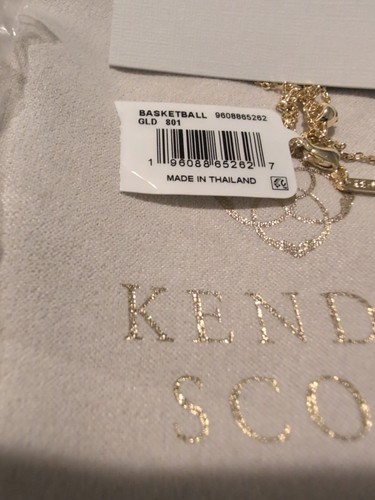 BASKETBALL 9608865262
GLD 801
1 96088 65262 7
MADE IN THAILAND
KEND
SCO